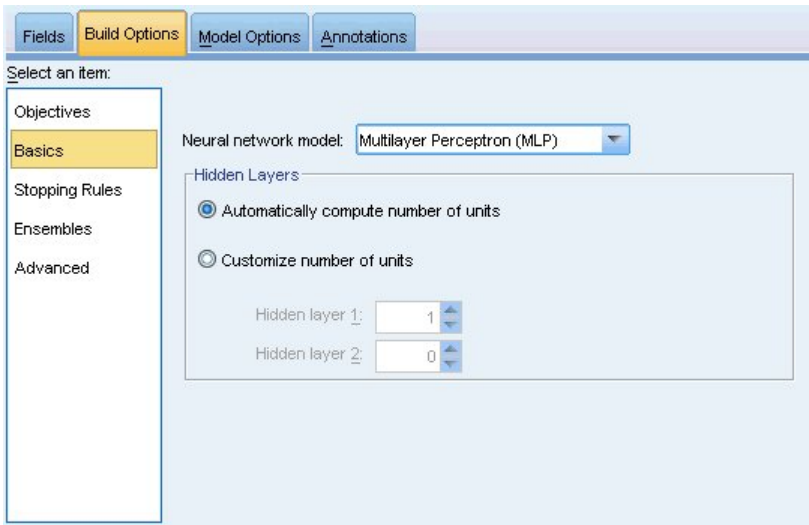 Fields Build Options Model Options Annotations
Select an item:
Objectives
Basics
Stopping Rules
Ensembles
Advanced
Neural network model: Multilayer Perceptron (MLP)
Hidden Layers
Automatically compute number of units
Customize number of units
Hidden layer 1: 1
Hidden layer 2: 0